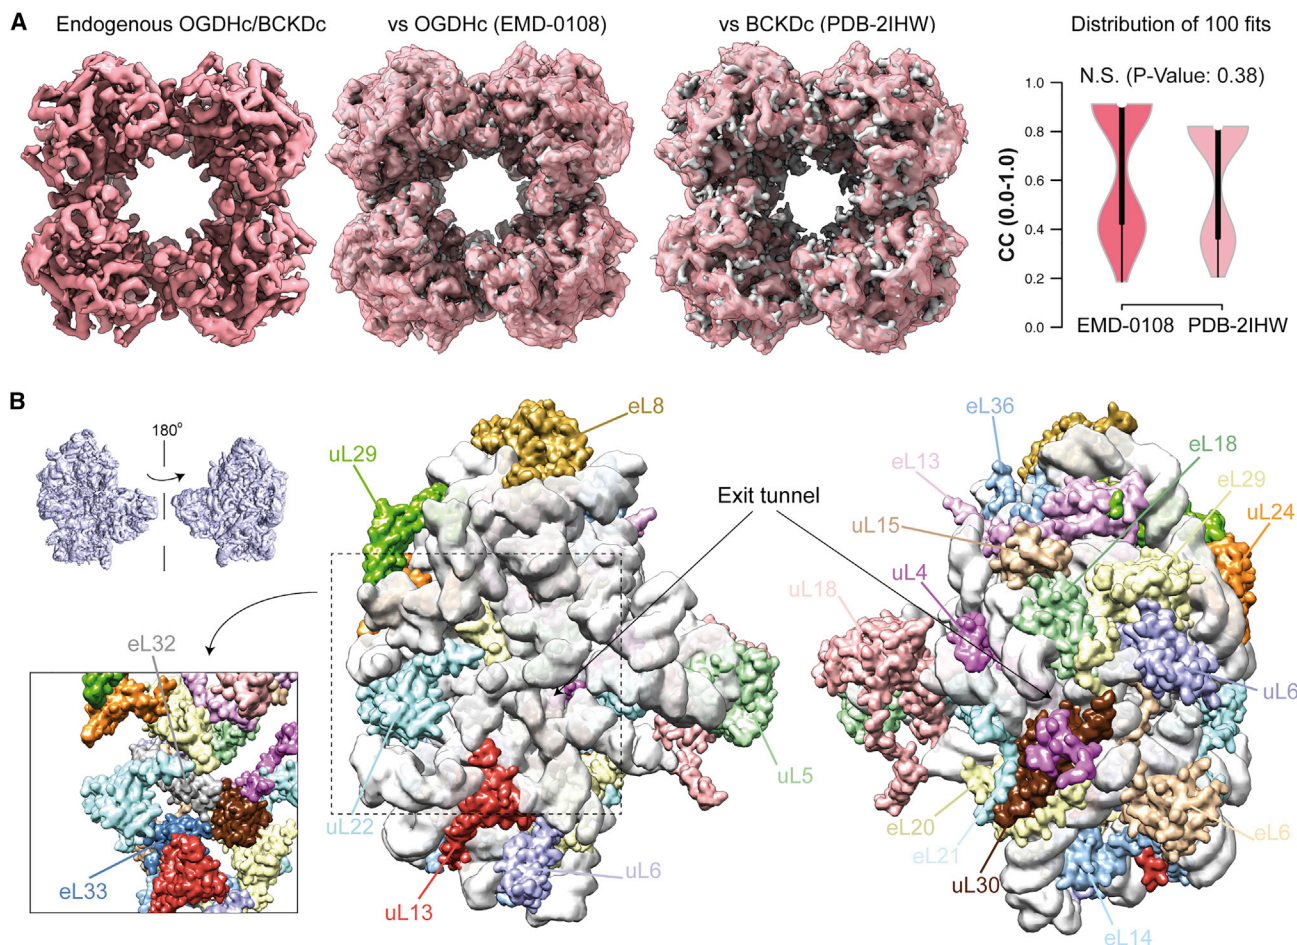 A
Endogenous OGDHc/BCKDc
vs OGDHc (EMD-0108)
vs BCKDc (PDB-2IHW)
Distribution of 100 fits
N.S. (P-Value: 0.38)
CC (0.0-1.0)
1.0
0.8
0.6
0.4
0.2
0.0
EMD-0108
PDB-2IHW
B
180°
eL8
uL29
Exit tunnel
eL36
eL18
eL13
eL29
uL15
uL24
uL4
uL18
eL32
uL6
uL5
uL22
eL20
eL21
eL6
uL6
eL33
uL30
uL13
eL14